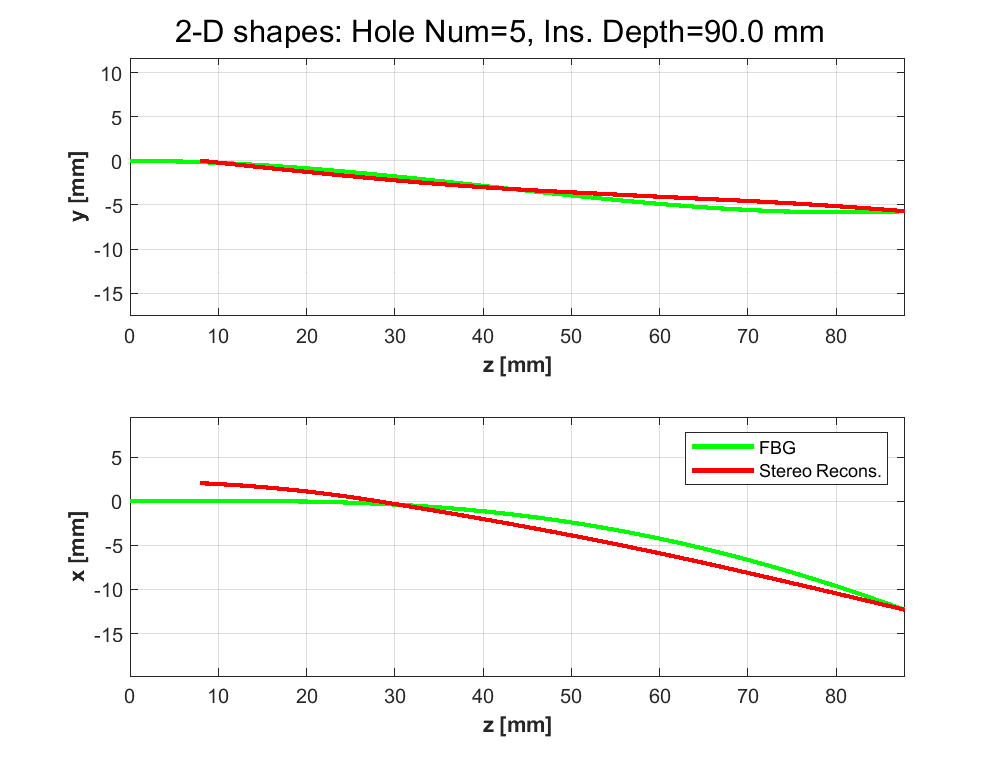 2-D shapes: Hole Num=5, Ins. Depth=90.0 mm
10
5
0
-5
-10
-15
y [mm]
0 10 20 30 40 50 60 70 80
z [mm]
5
0
-5
-10
-15
x [mm]
FBG
Stereo Recons.
0 10 20 30 40 50 60 70 80
z [mm]